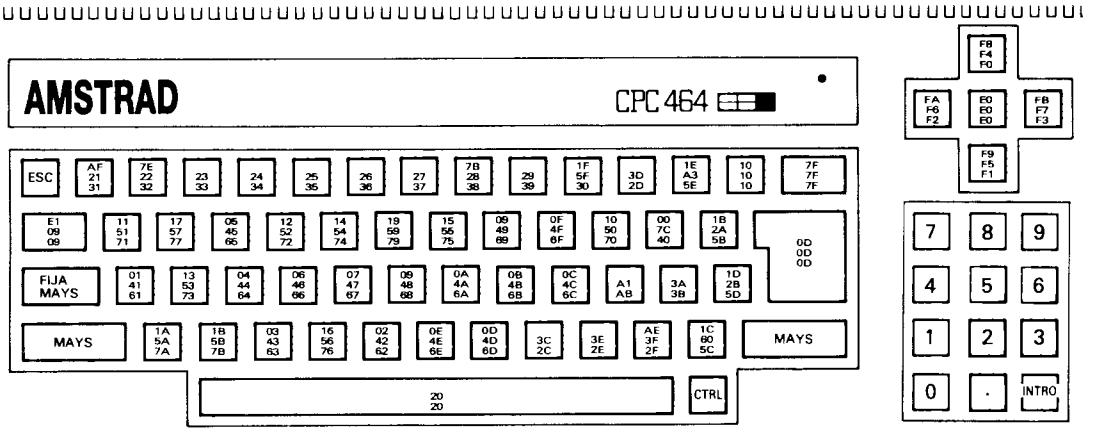 AMSTRAD
CPC 464
F8
F4
F0
FA E0 FB
F6 E0 F7
F2 E0 F3
F9
F5
F1
AF 7E 7B 1F 1E 10 7F
ESC 21 22 23 24 25 26 27 28 29 5F 3D A3 10 7F
31 32 33 34 35 36 37 38 39 30 2D 5E 10 7F
E1 11 17 05 12 14 19 15 09 0F 10 00 1B
09 51 57 45 52 54 59 55 49 4F 50 7C 2A 0D
09 71 77 65 72 74 79 75 69 6F 70 40 5B 0D
0D
01 13 04 06 07 09 0A 0B 0C 1D
FIJA 41 53 44 46 47 48 4A 4B 4C A1 3A 2B
MAYS 61 73 64 66 67 68 6A 6B 6C AB 3B 5D
1A 1B 03 16 02 0E 0D AE 1C
MAYS 5A 5B 43 56 42 4E 4D 3C 3E 3F 60 MAYS
7A 7B 63 76 62 6E 6D 2C 2E 2F 5C
20 CTRL
20
7 8 9
4 5 6
1 2 3
0 . INTRO